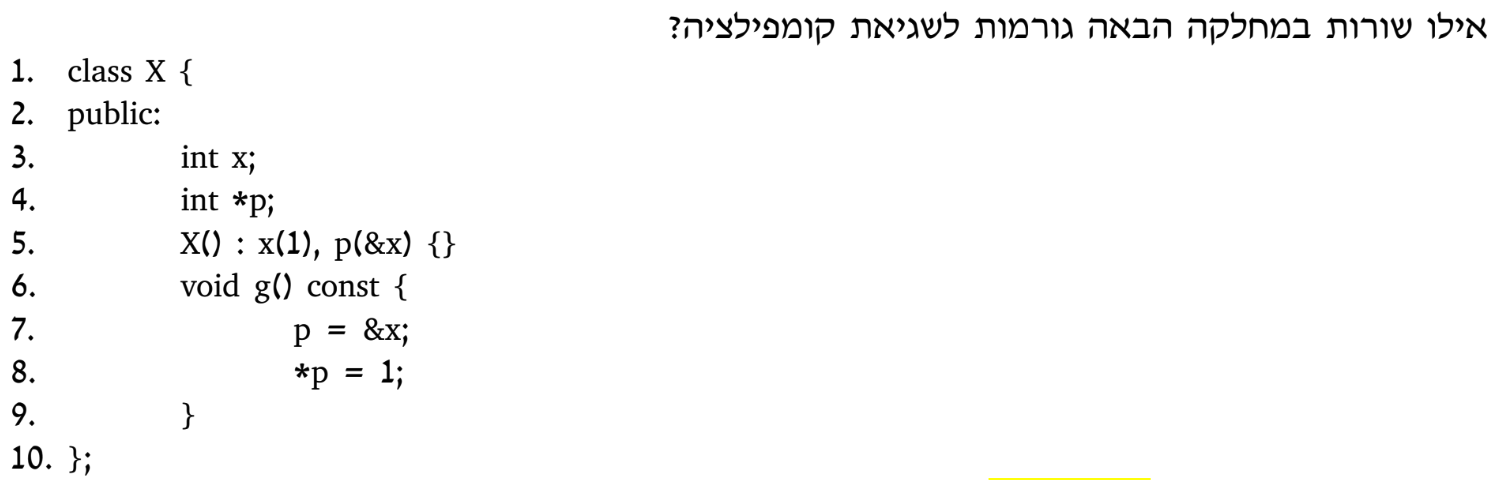 אילו שורות במחלקה הבאה גורמות לשגיאת קומפילציה?
1. class X {
2. public:
3. int x;
4. int *p;
5. X() : x(1), p(&x) {}
6. void g() const {
7. p = &x;
8. *p = 1;
9. }
10. };